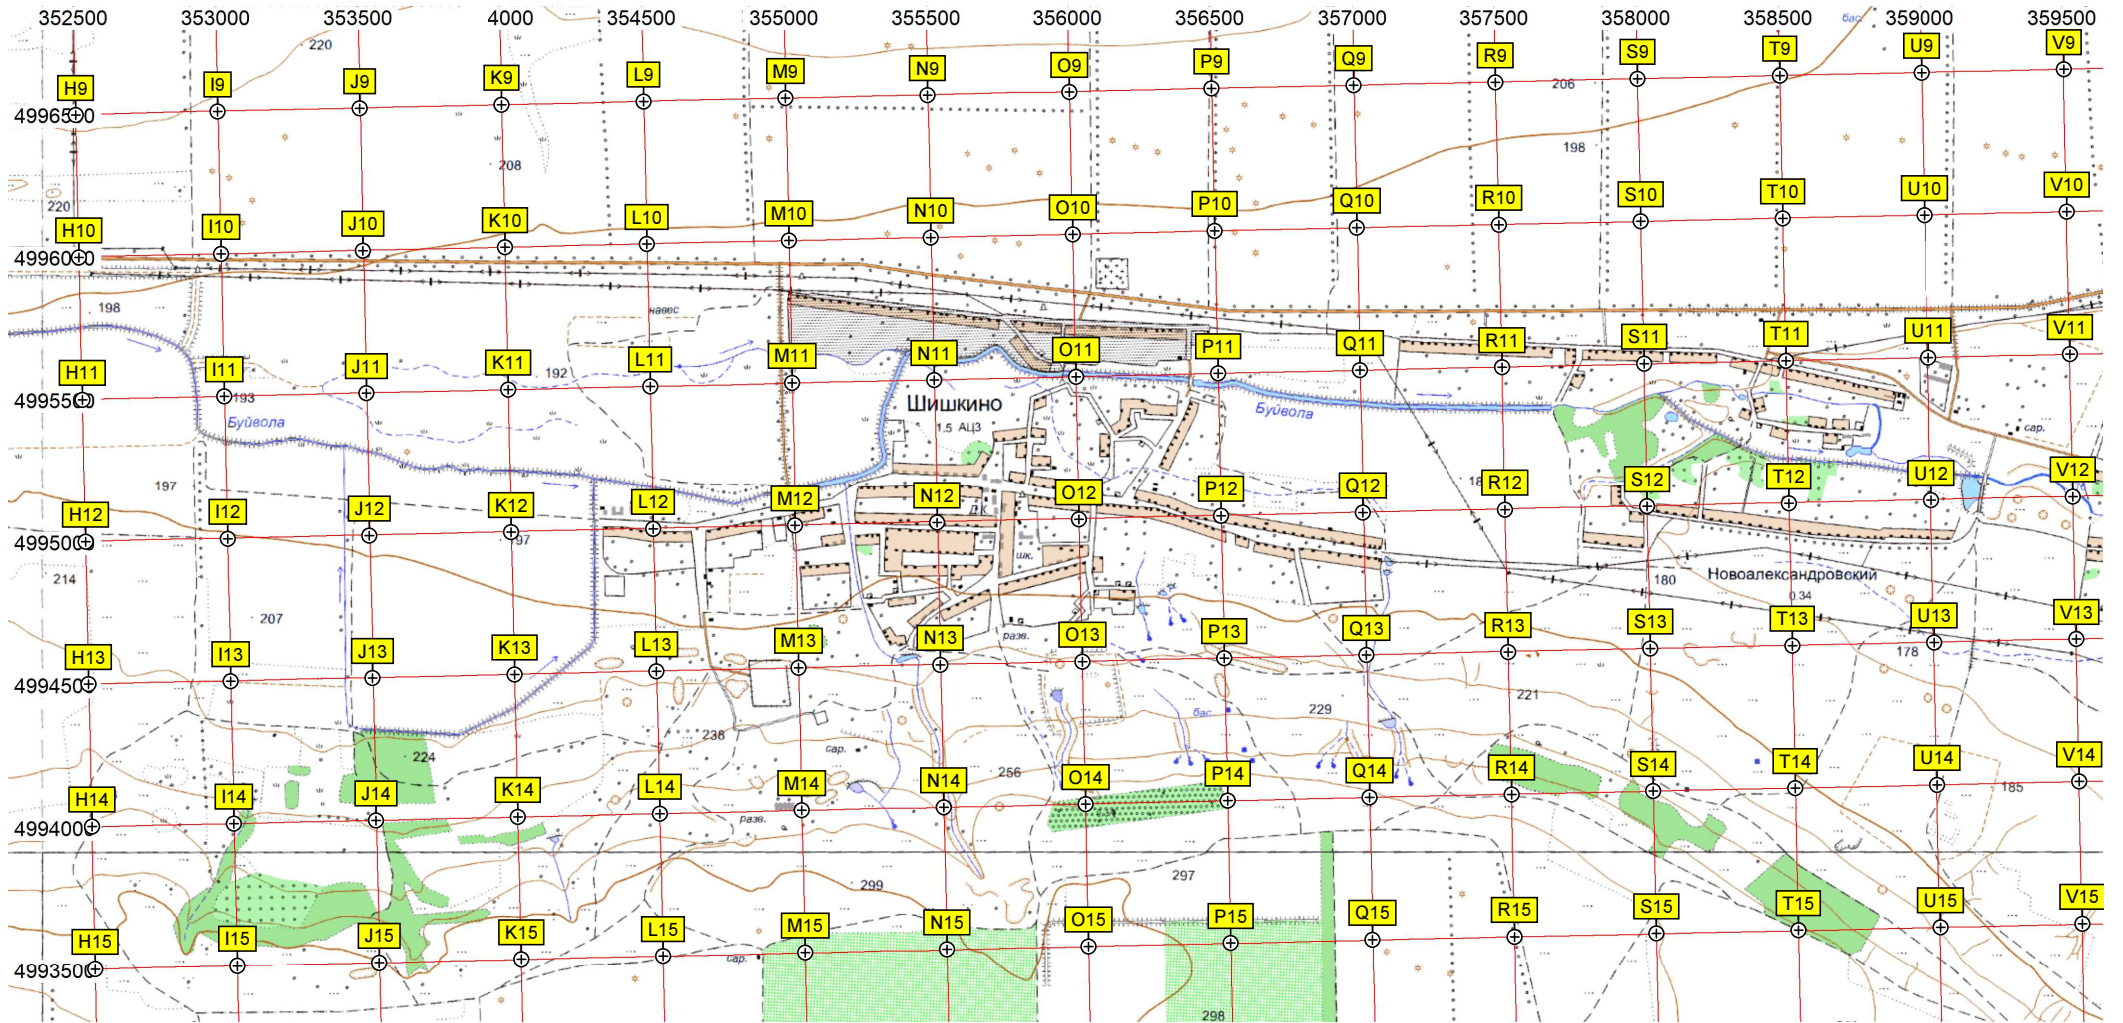 352500 353000 353500 4000 354500 355000 355500 356000 356500 357000 357500 358000 358500 359000 359500
бас.
220
H9 I9 J9 K9 L9 M9 N9 O9 P9 Q9 R9 S9 T9 U9 V9
4996500
206
198
208
220
H10 I10 J10 K10 L10 M10 N10 O10 P10 Q10 R10 S10 T10 U10 V10
4996000
198
навес
H11 I11 J11 K11 L11 M11 N11 O11 P11 Q11 R11 S11 T11 U11 V11
192
4995500
193
Шишкино
Буйвола
Буйвола
1.5 АЦЗ
сар.
197
H12 I12 J12 K12 L12 M12 N12 O12 P12 Q12 R12 S12 T12 U12 V12
Д.К.
4995000
97
шк.
214
180
Новоалександровский
0.34
207
H13 I13 J13 K13 L13 M13 N13 O13 P13 Q13 R13 S13 T13 U13 V13
разв.
178
4994500
221
229
бас.
238
сар.
224
256
H14 I14 J14 K14 L14 M14 N14 O14 P14 Q14 R14 S14 T14 U14 V14
185
разв.
4994000
299
297
H15 I15 J15 K15 L15 M15 N15 O15 P15 Q15 R15 S15 T15 U15 V15
сар.
4993500
298